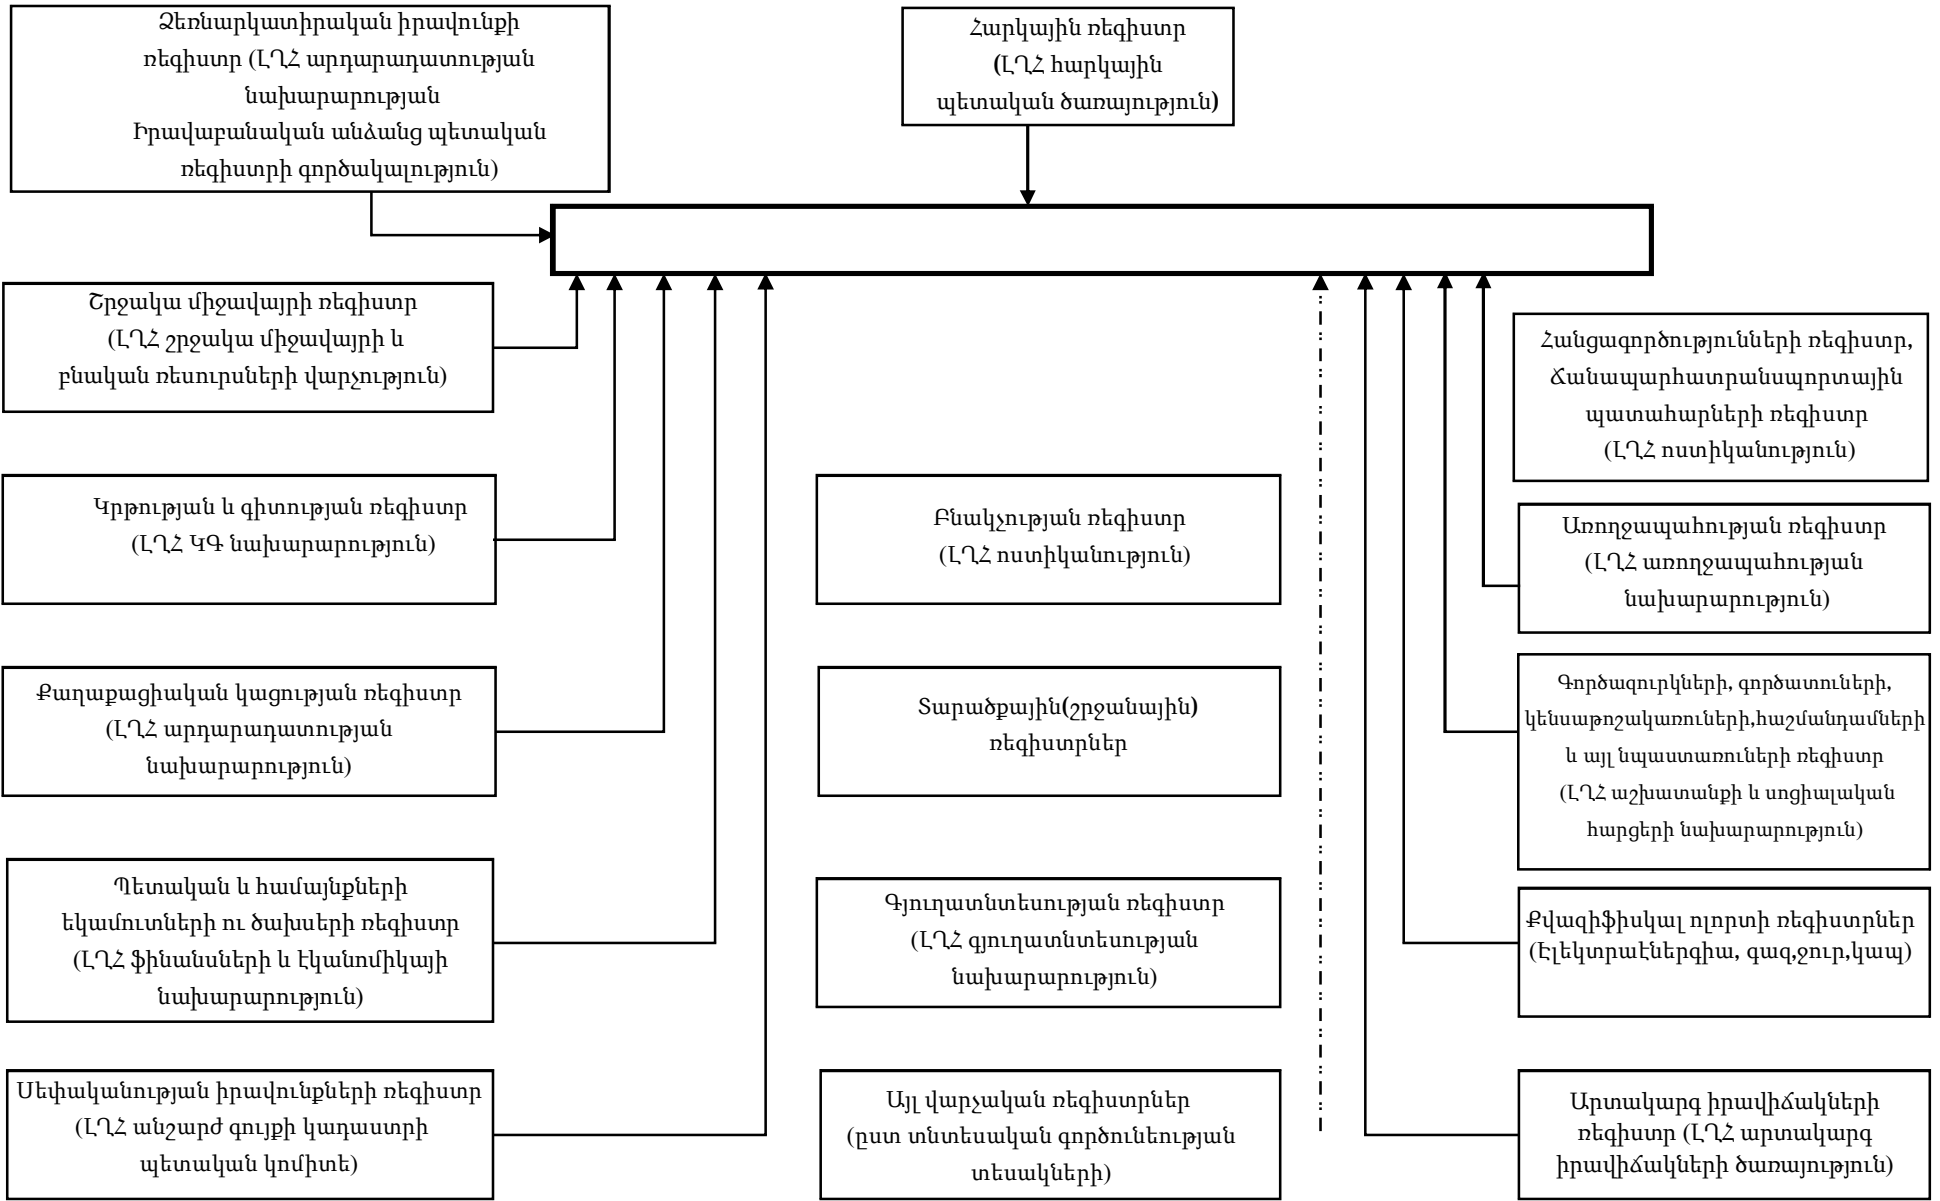 Ձեռնարկատիրական իրավունքի
ռեգիստր (ԼՂՀ արդարադատության
նախարարության
Իրավաբանական անձանց պետական
ռեգիստրի գործակալություն)
Հարկային ռեգիստր
(ԼՂՀ հարկային
պետական ծառայություն)
Շրջակա միջավայրի ռեգիստր
(ԼՂՀ շրջակա միջավայրի և
բնական ռեսուրսների վարչություն)
Հանցագործությունների ռեգիստր,
Ճանապարհատրանսպորտային
պատահարների ռեգիստր
(ԼՂՀ ոստիկանություն)
Կրթության և գիտության ռեգիստր
(ԼՂՀ ԿԳ նախարարություն)
Բնակչության ռեգիստր
(ԼՂՀ ոստիկանություն)
Առողջապահության ռեգիստր
(ԼՂՀ առողջապահության
նախարարություն)
Քաղաքացիական կացության ռեգիստր
(ԼՂՀ արդարադատության
նախարարություն)
Տարածքային(շրջանային)
ռեգիստրներ
Գործազուրկների, գործատուների,
կենսաթոշակառուների,հաշմանդամների
և այլ նպաստառուների ռեգիստր
(ԼՂՀ աշխատանքի և սոցիալական
հարցերի նախարարություն)
Պետական և համայնքների
եկամուտների ու ծախսերի ռեգիստր
(ԼՂՀ ֆինանսների և էկանոմիկայի
նախարարություն)
Գյուղատնտեսության ռեգիստր
(ԼՂՀ գյուղատնտեսության
նախարարություն)
Քվազիֆիսկալ ոլորտի ռեգիստրներ
(Էլեկտրաէներգիա, գազ,ջուր,կապ)
Սեփականության իրավունքների ռեգիստր
(ԼՂՀ անշարժ գույքի կադաստրի
պետական կոմիտե)
Այլ վարչական ռեգիստրներ
(ըստ տնտեսական գործունեության
տեսակների)
Արտակարգ իրավիճակների
ռեգիստր (ԼՂՀ արտակարգ
իրավիճակների ծառայություն)